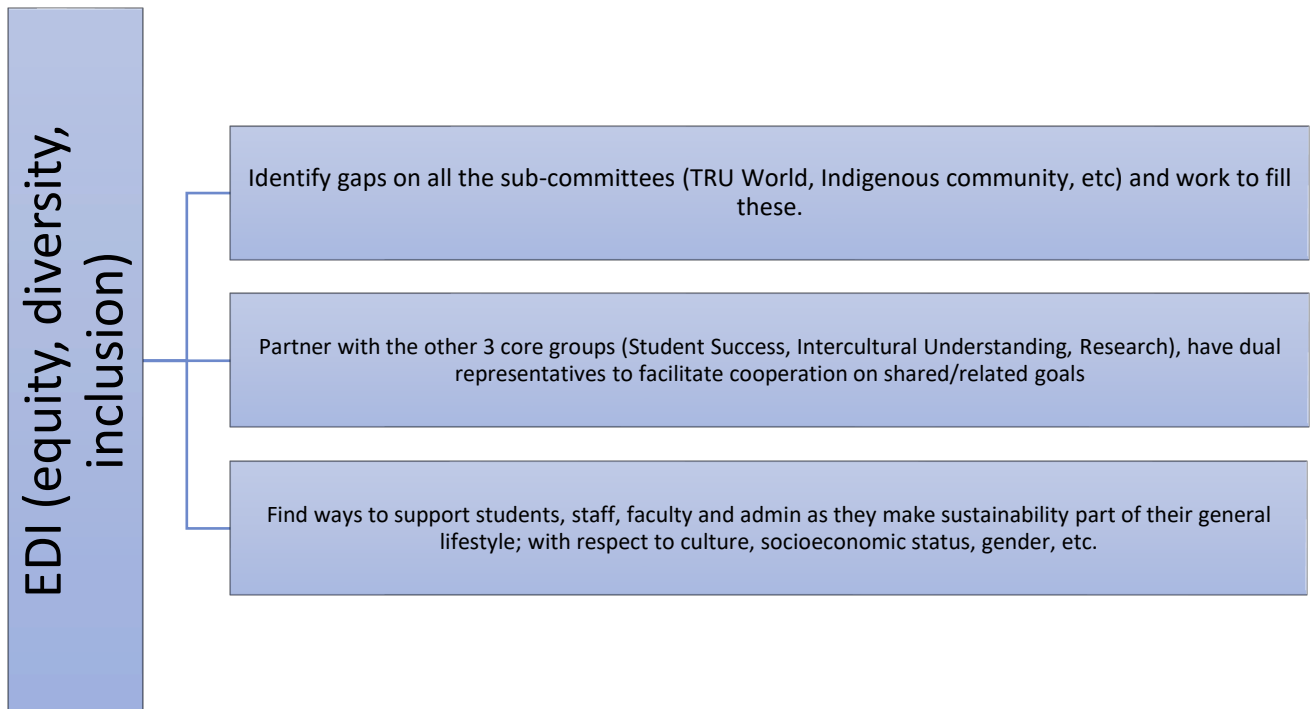 EDI (equity, diversity,
inclusion)
Identify gaps on all the sub-committees (TRU World, Indigenous community, etc) and work to fill
these.
Partner with the other 3 core groups (Student Success, Intercultural Understanding, Research), have dual
representatives to facilitate cooperation on shared/related goals
Find ways to support students, staff, faculty and admin as they make sustainability part of their general
lifestyle; with respect to culture, socioeconomic status, gender, etc.